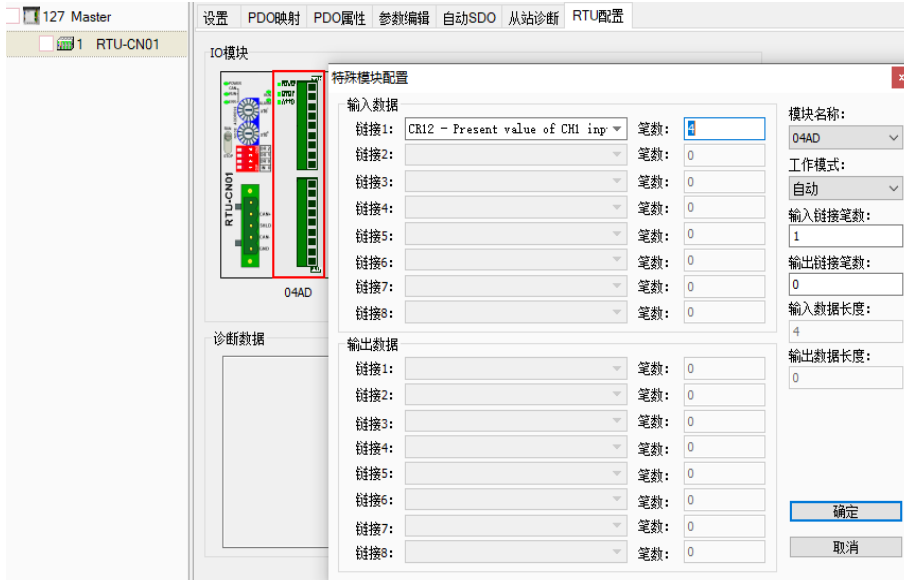 127 Master
1 RTU-CN01
设置 PDO映射 PDO属性 参数编辑 自动SDO 从站诊断 RTU配置
IO模块
RTU-CN01
04AD
诊断数据
特殊模块配置
输入数据
链接1: CR12 - Present value of CH1 inp 笔数: 4
链接2: 笔数: 0
链接3: 笔数: 0
链接4: 笔数: 0
链接5: 笔数: 0
链接6: 笔数: 0
链接7: 笔数: 0
链接8: 笔数: 0
输出数据
链接1: 笔数: 0
链接2: 笔数: 0
链接3: 笔数: 0
链接4: 笔数: 0
链接5: 笔数: 0
链接6: 笔数: 0
链接7: 笔数: 0
链接8: 笔数: 0
模块名称:
04AD
工作模式:
自动
输入链接笔数:
1
输出链接笔数:
0
输入数据长度:
4
输出数据长度:
0
确定
取消